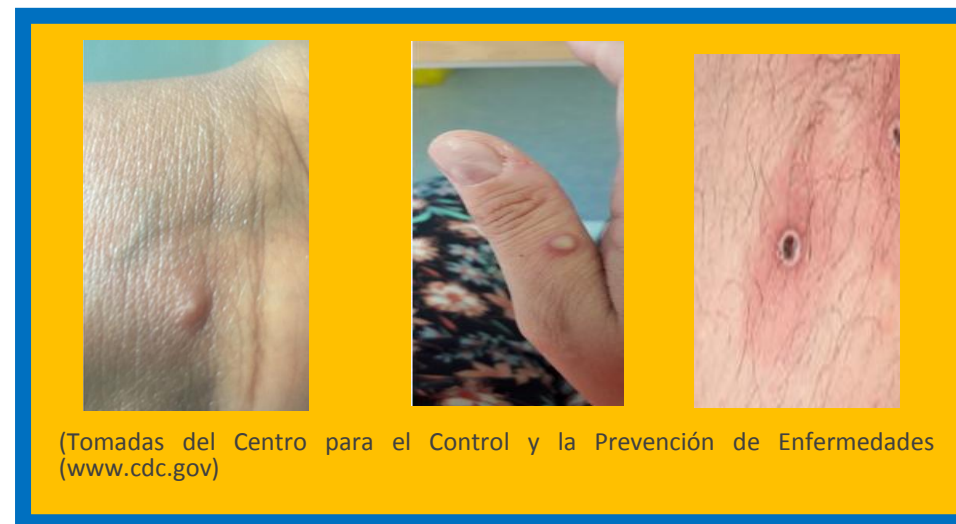 (Tomadas del Centro para el Control y la Prevención de Enfermedades
(www.cdc.gov)